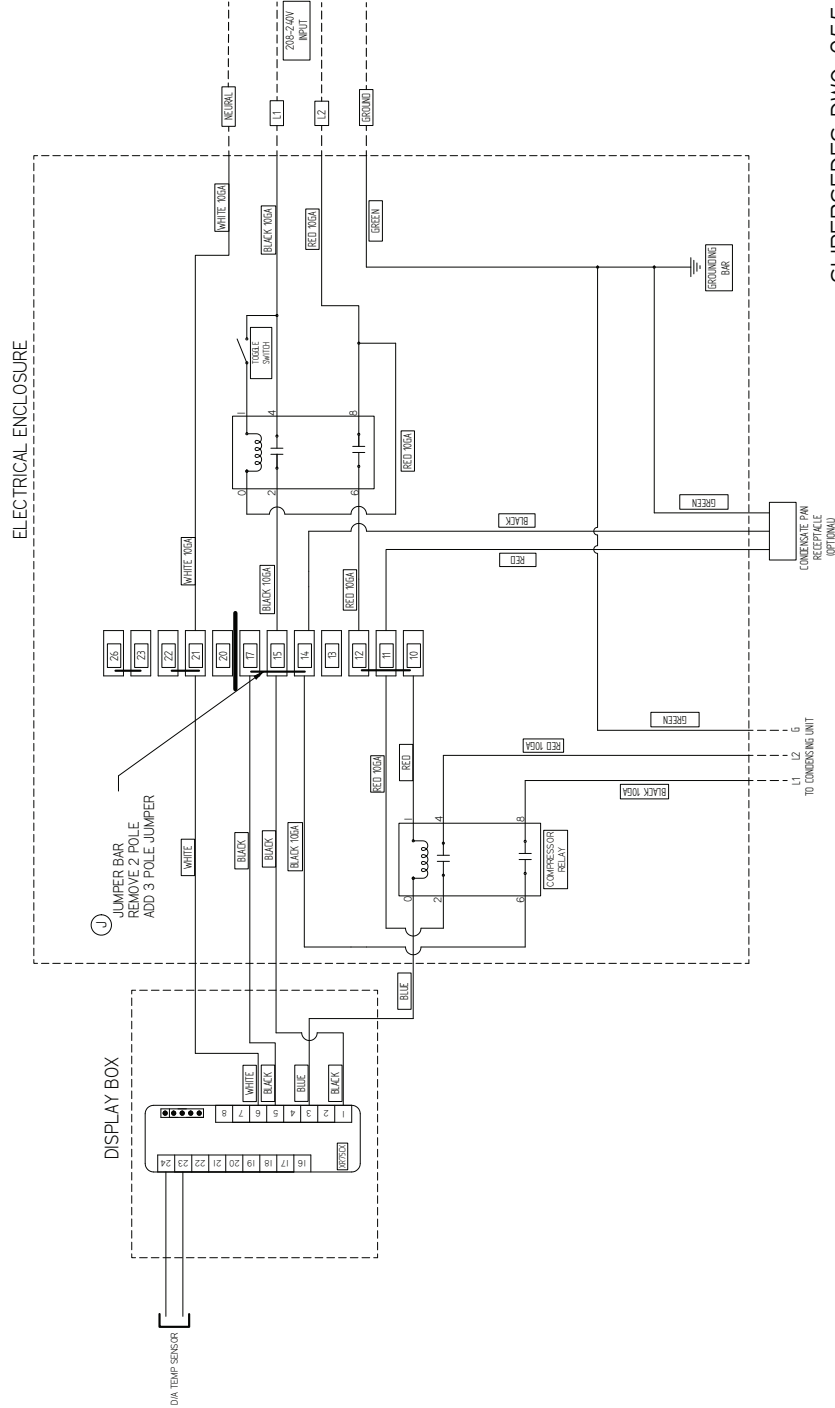 ELECTRICAL ENCLOSURE
DISPLAY BOX
J
JUMPER BAR
REMOVE 2 POLE
ADD 3 POLE JUMPER
NEURAL
L1
208-240V
INPUT
L2
GROUND
WHITE 10GA
BLACK 10GA
RED 10GA
GREEN
TOGGLE
SWITCH
0
1
2
4
6
8
RED 10GA
GROUNDING
BAR
WHITE 10GA
BLACK 10GA
RED 10GA
BLACK
RED
GREEN
CONDENSATE PAN
RECEPTACLE
(OPTIONAL)
26
23
22
21
20
17
15
14
13
12
11
10
WHITE
BLACK
BLACK
BLACK 10GA
RED 10GA
RED
GREEN
RED 10GA
BLACK 10GA
G
L2
L1
TO CONDENSING UNIT
0
1
2
4
6
8
COMPRESSOR
RELAY
BLUE
WHITE
BLACK
BLUE
BLACK
8
7
6
5
4
3
2
1
24
23
22
21
20
19
18
17
16
XR75CX
D/A TEMP SENSOR